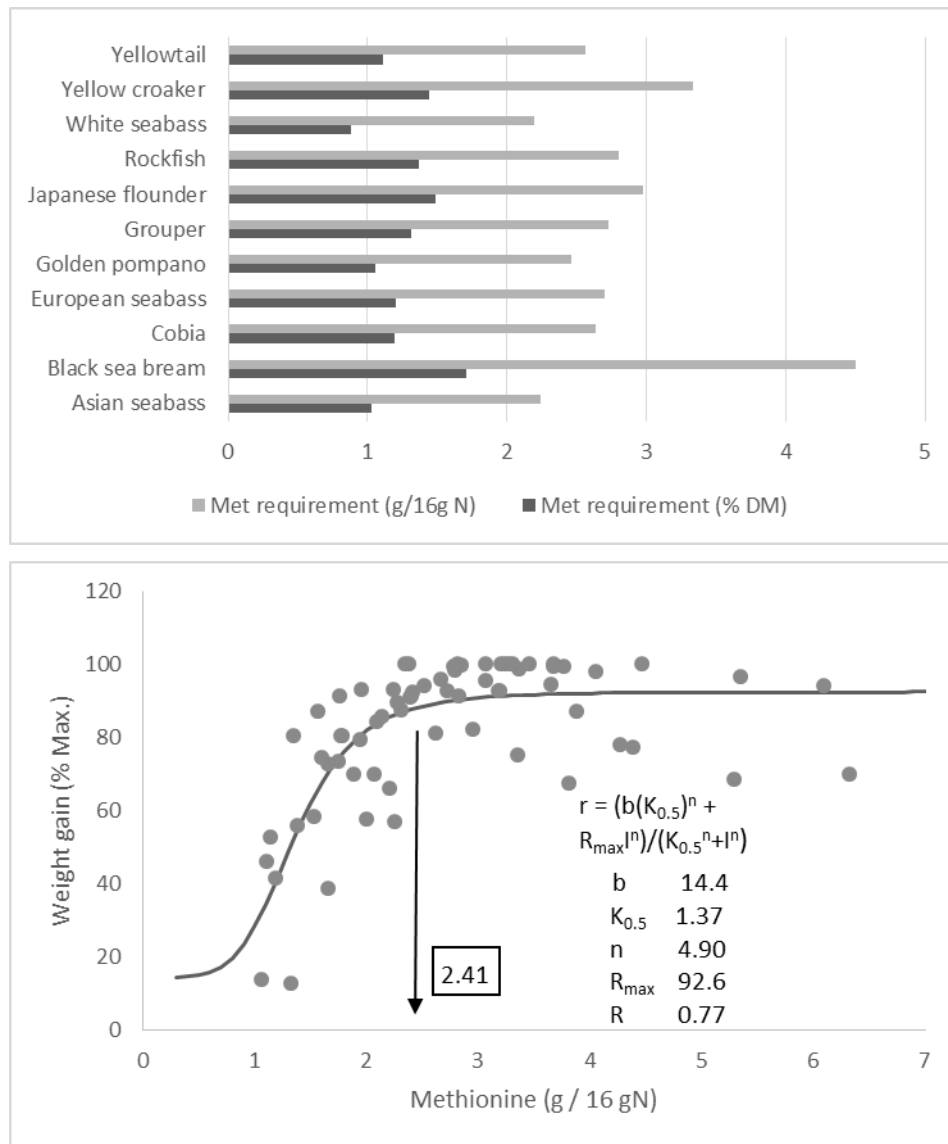 Yellowtail
Yellow croaker
White seabass
Rockfish
Japanese flounder
Grouper
Golden pompano
European seabass
Cobia
Black sea bream
Asian seabass
0 1 2 3 4 5
Met requirement (g/16g N) Met requirement (% DM)
120
100
80
60
40
20
0
Weight gain (% Max.)
r = (b(K0.5)n +
RmaxIn)/(K0.5n+In)
b 14.4
K0.5 1.37
n 4.90
Rmax 92.6
R 0.77
2.41
0 1 2 3 4 5 6 7
Methionine (g / 16 gN)